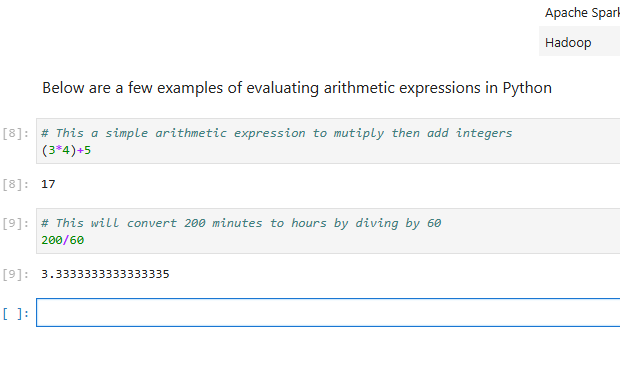 Apache Spark
Hadoop
Below are a few examples of evaluating arithmetic expressions in Python
[8]: # This a simple arithmetic expression to mutiply then add integers
(3*4)+5
[8]: 17
[9]: # This will convert 200 minutes to hours by diving by 60
200/60
[9]: 3.3333333333333335
[ ]: